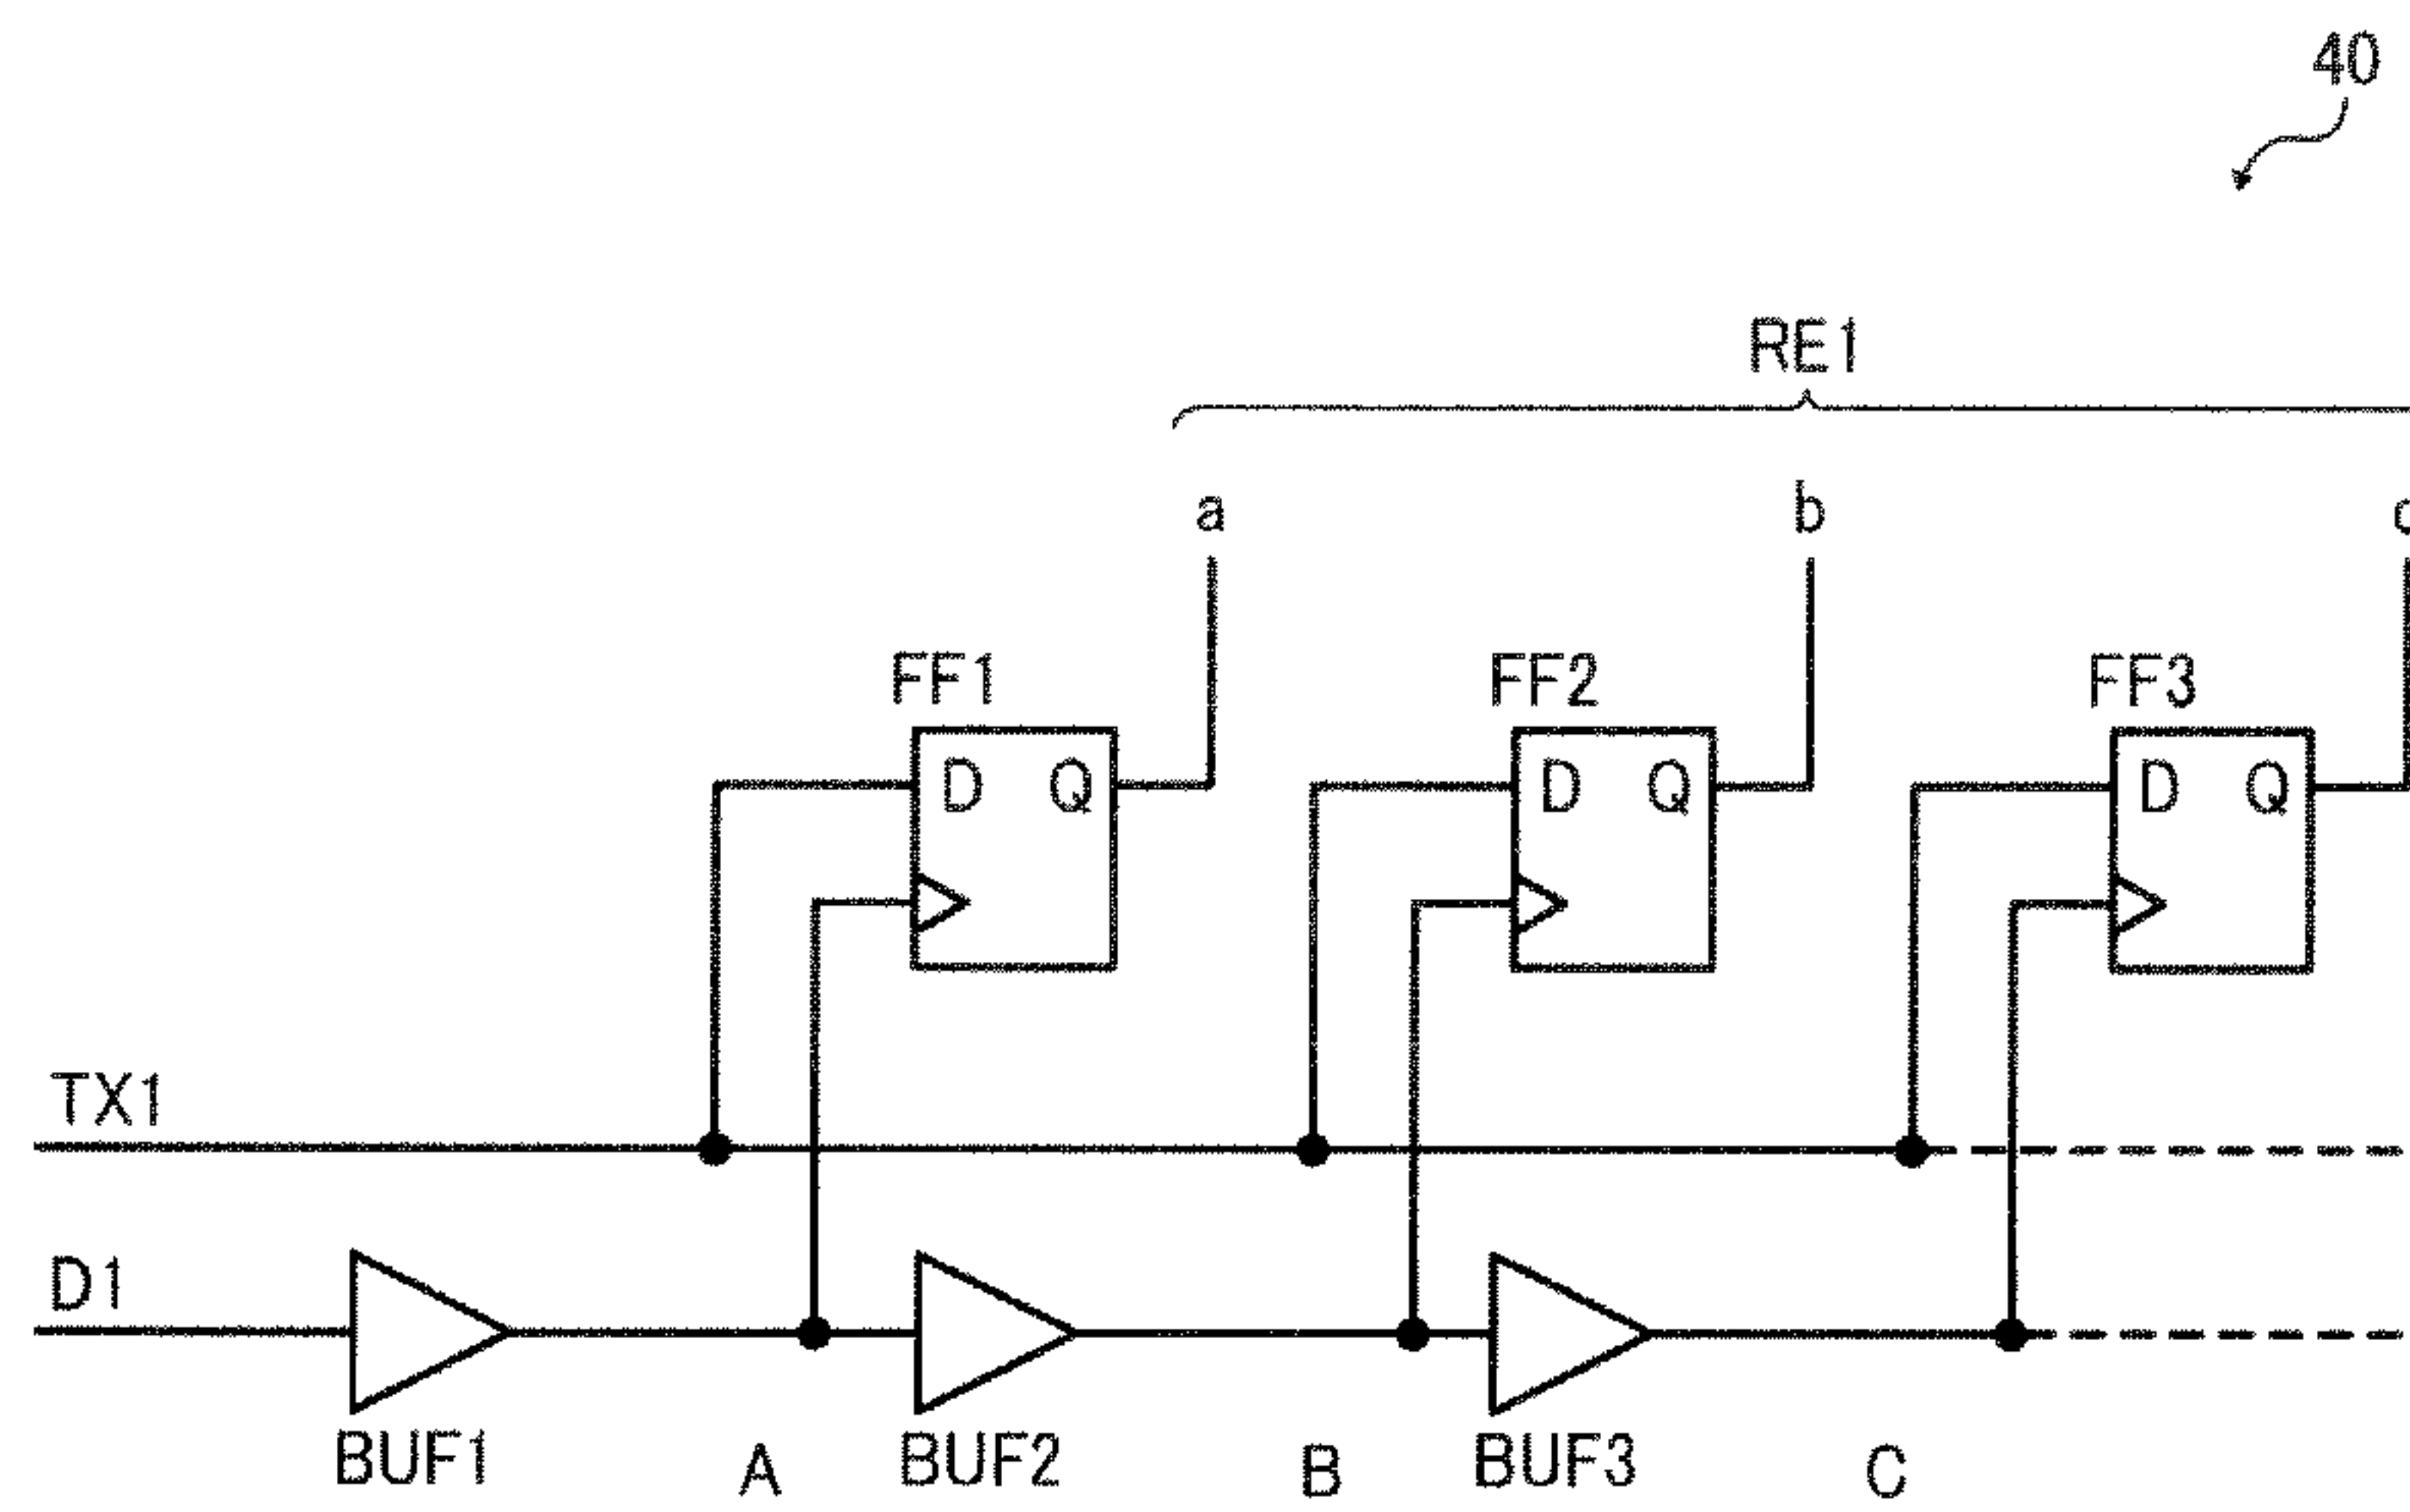 40
RE1
a b
FF1 FF2 FF3
D Q D Q D Q
TX1
D1
BUF1 A BUF2 B BUF3 C